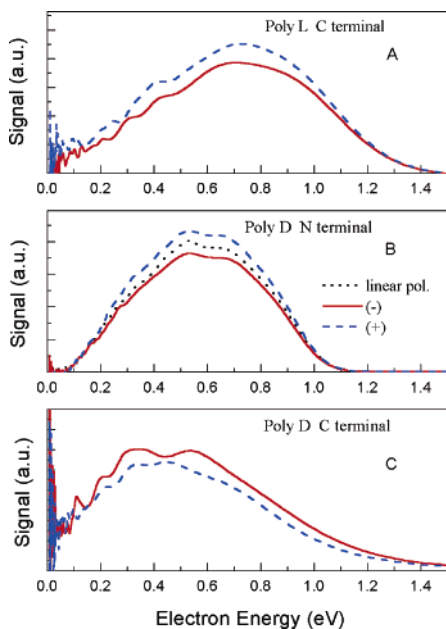 Poly L C terminal
A
Signal (a.u.)
0.0 0.2 0.4 0.6 0.8 1.0 1.2 1.4
Poly D N terminal
B
linear pol.
(-)
(+)
Signal (a.u.)
0.0 0.2 0.4 0.6 0.8 1.0 1.2 1.4
Poly D C terminal
C
Signal (a.u.)
0.0 0.2 0.4 0.6 0.8 1.0 1.2 1.4
Electron Energy (eV)